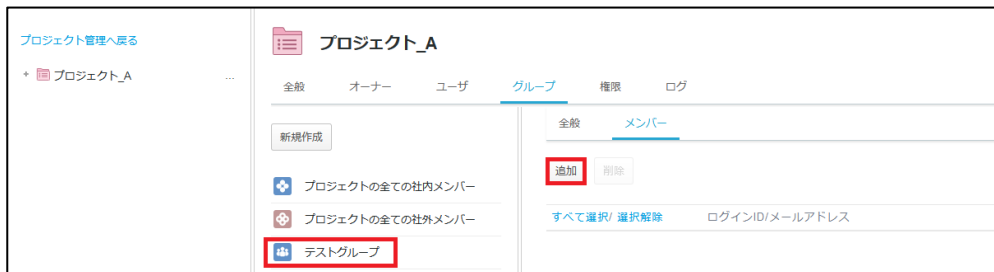 プロジェクト管理へ戻る
プロジェクト_A
...
プロジェクト_A
全般 オーナー ユーザ グループ 権限 ログ
新規作成
プロジェクトの全ての社内メンバー
プロジェクトの全ての社外メンバー
テストグループ
全般 メンバー
追加 削除
すべて選択/ 選択解除 ログインID/メールアドレス